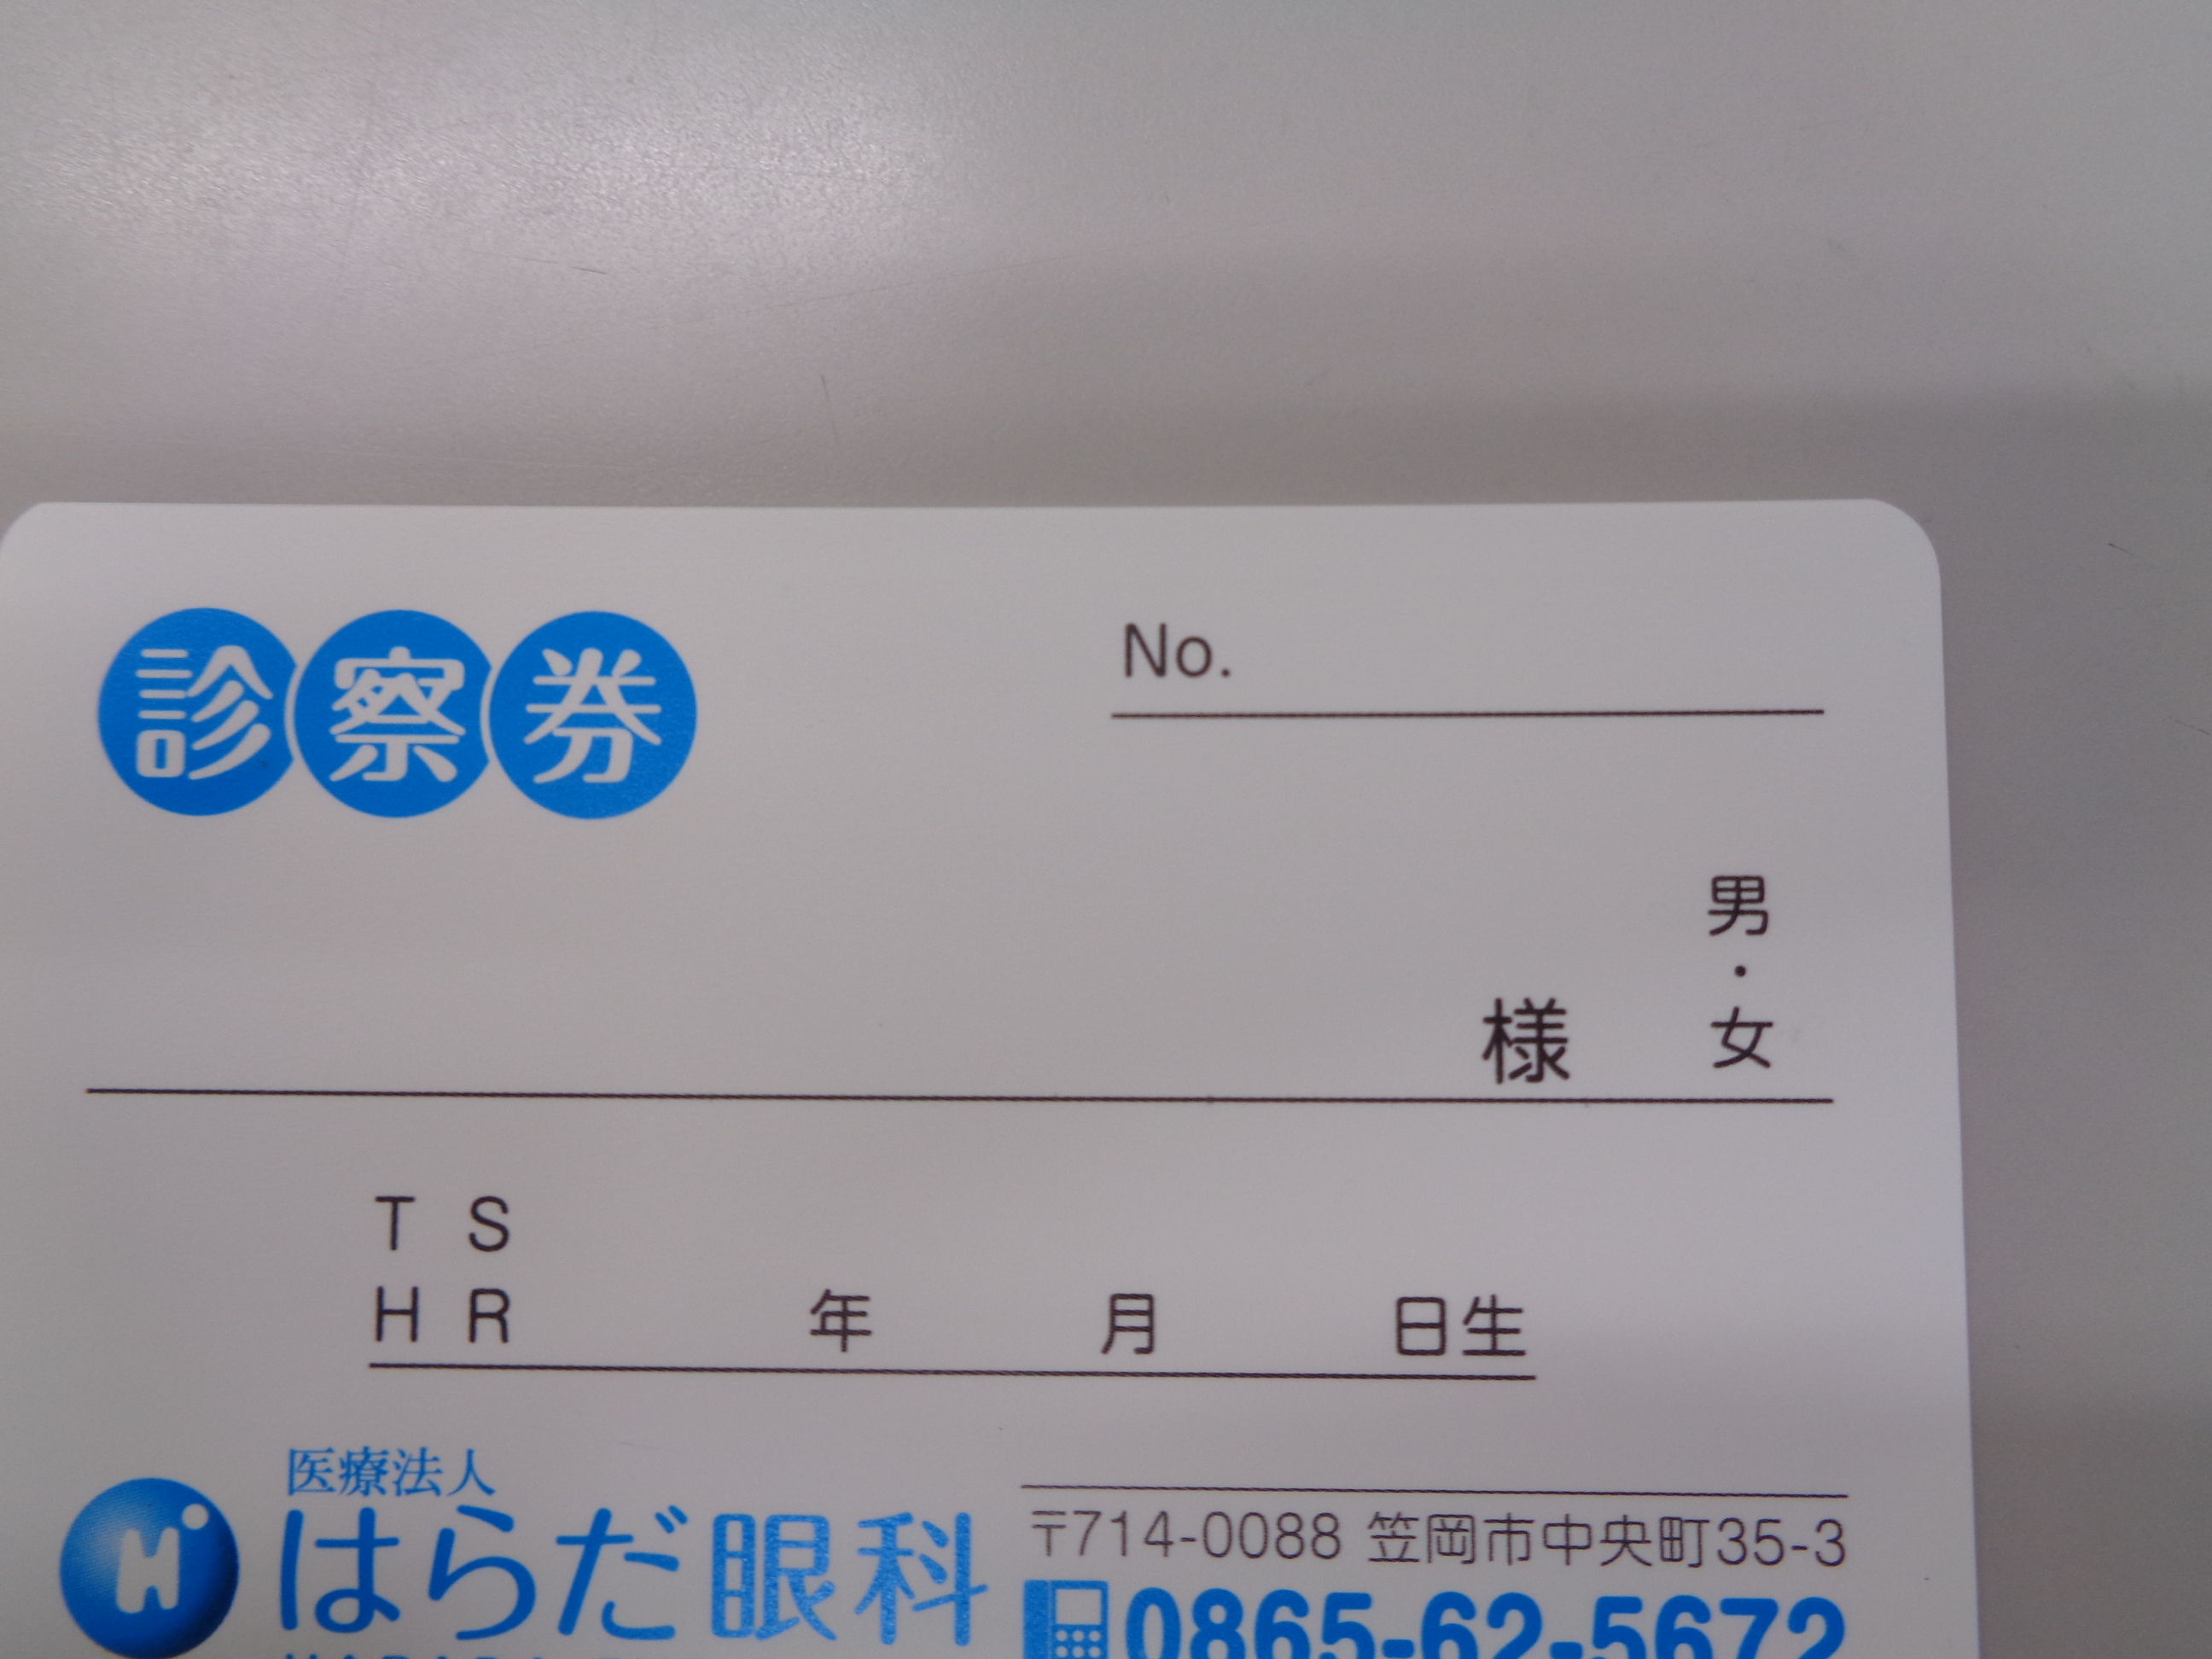 診察券
No.
男・女
様
T S
H R 年 月 日生
医療法人
はらだ眼科
〒714-0088 笠岡市中央町35-3
0865-62-5672